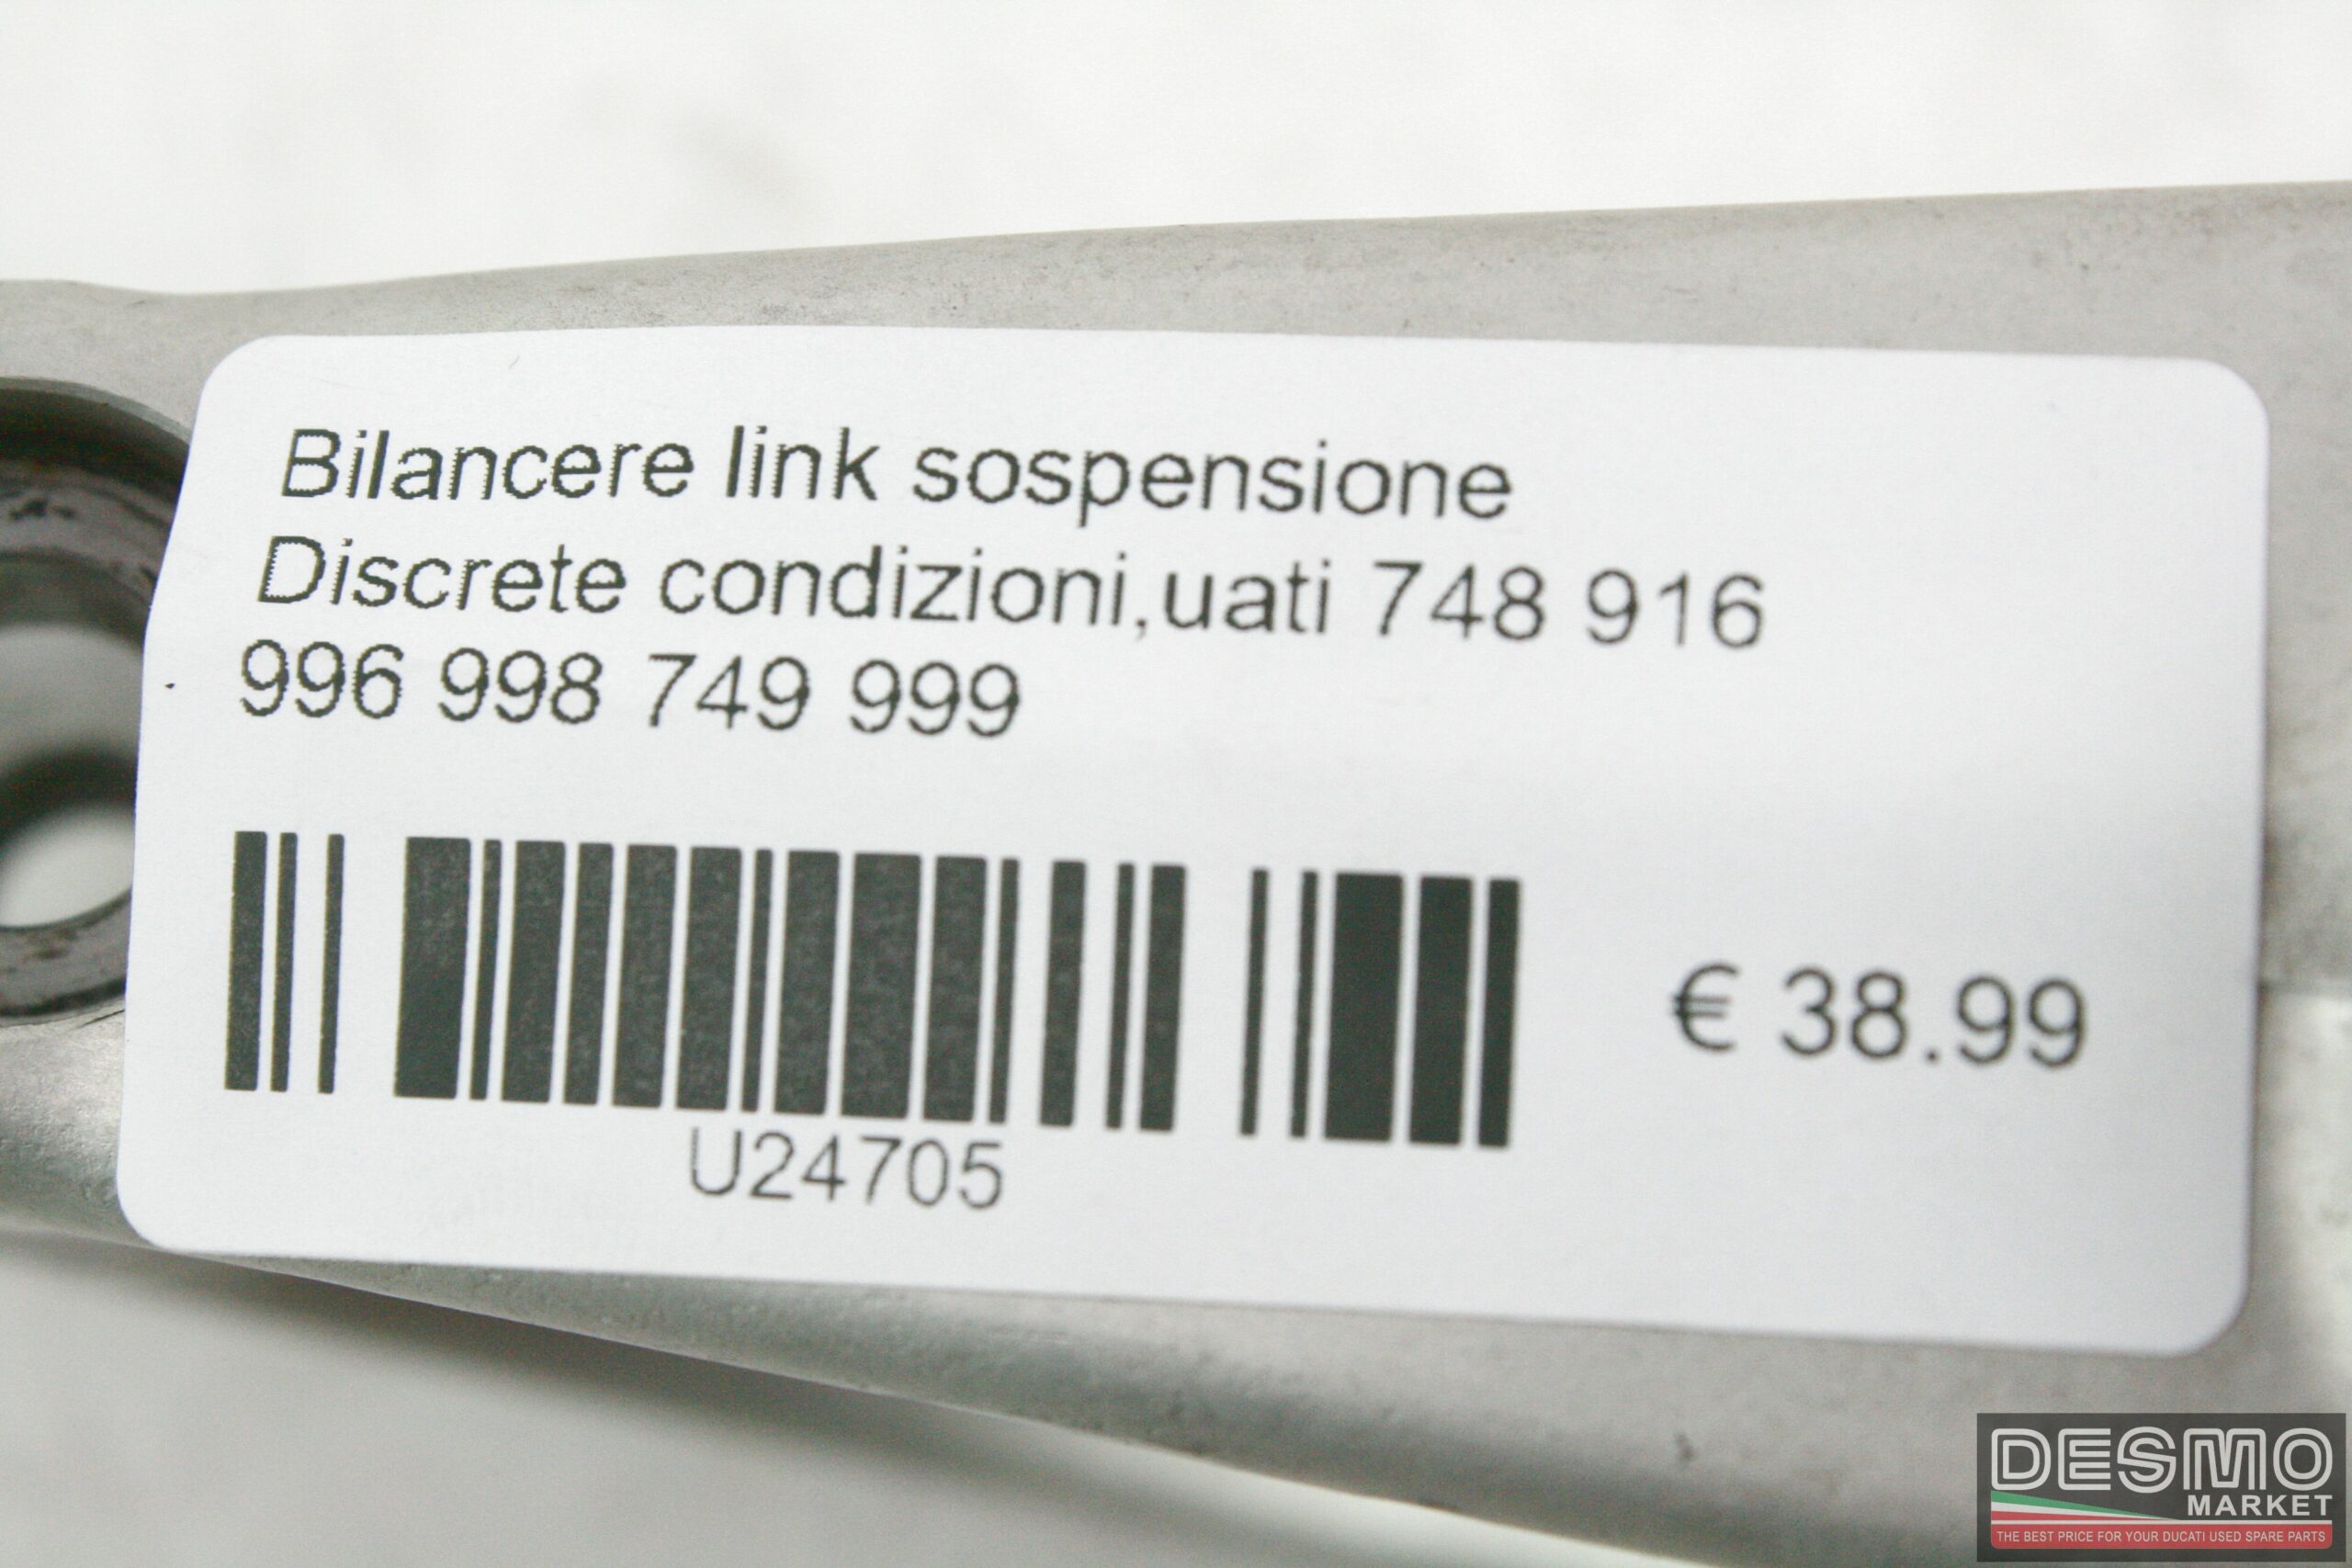 Bilancere link sospensione
Discrete condizioni,uati 748 916
996 998 749 999
€ 38.99
U24705
DESMO
MARKET
THE BEST PRICE FOR YOUR DUCATI USED SPARE PARTS